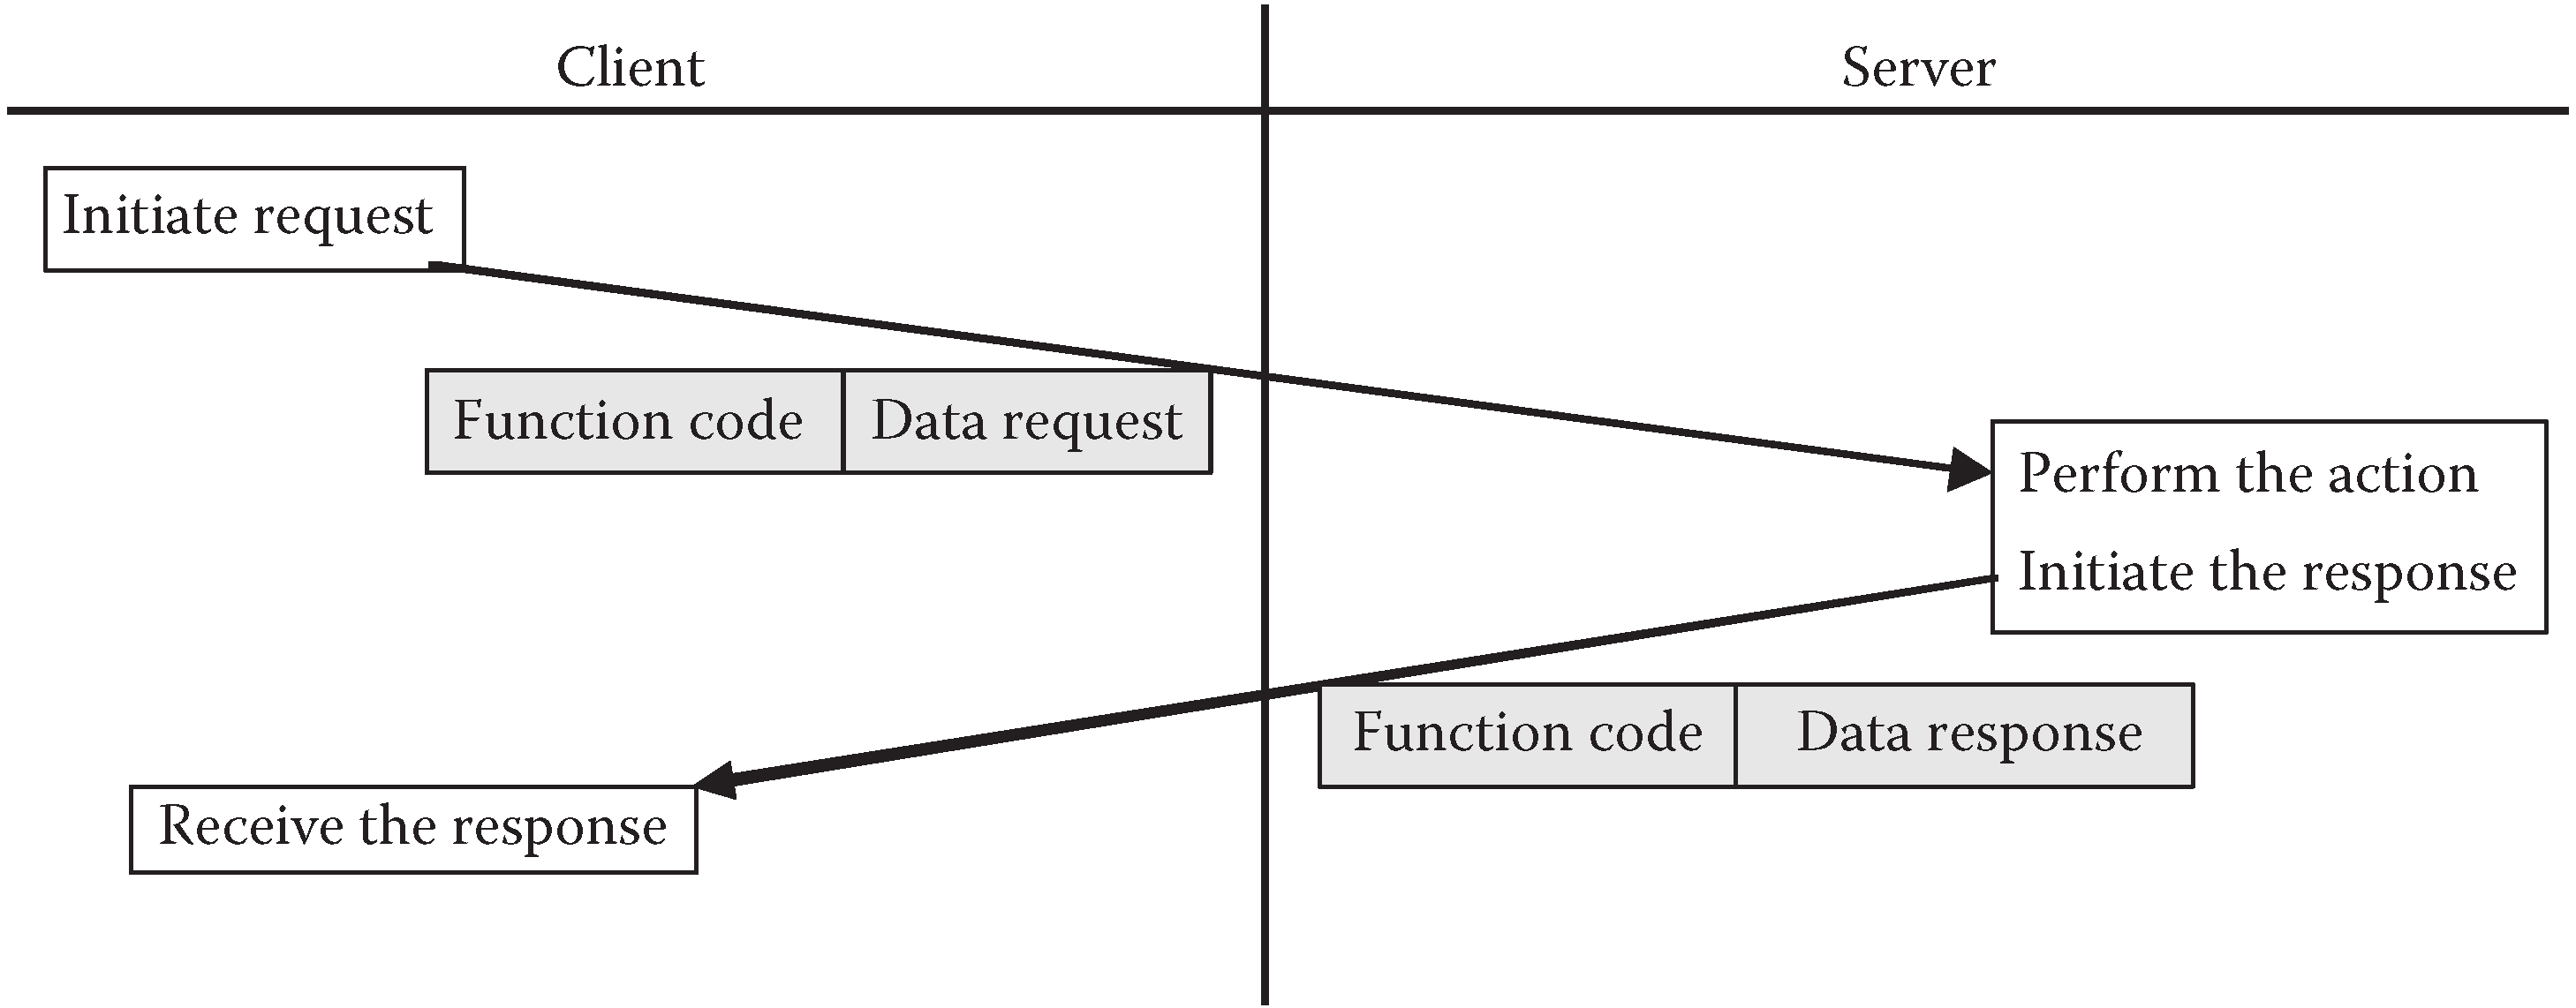 Client
Server
Initiate request
Function code
Data request
Perform the action
Initiate the response
Function code
Data response
Receive the response